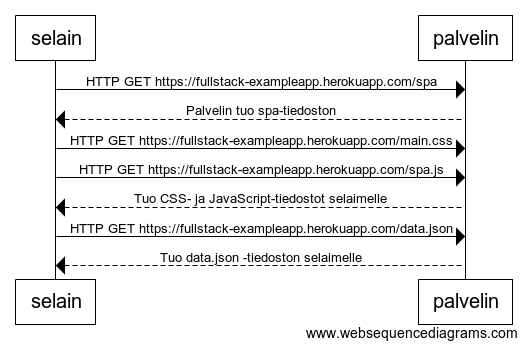 selain palvelin
HTTP GET https://fullstack-exampleapp.herokuapp.com/spa
Palvelin tuo spa-tiedoston
HTTP GET https://fullstack-exampleapp.herokuapp.com/main.css
HTTP GET https://fullstack-exampleapp.herokuapp.com/spa.js
Tuo CSS- ja JavaScript-tiedostot selaimelle
HTTP GET https://fullstack-exampleapp.herokuapp.com/data.json
Tuo data.json -tiedoston selaimelle
selain palvelin
www.websequencediagrams.com